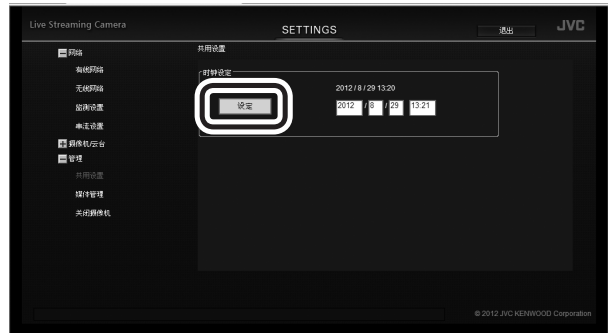 Live Streaming Camera
SETTINGS
退出
JVC
网络
有线网络
无线网络
监测设置
串流设置
摄像机/云台
管理
共用设置
媒体管理
关闭摄像机
共用设置
时钟设定
2012 / 8 / 29 13:20
设定
2012 / 8 / 29 13:21
© 2012 JVC KENWOOD Corporation